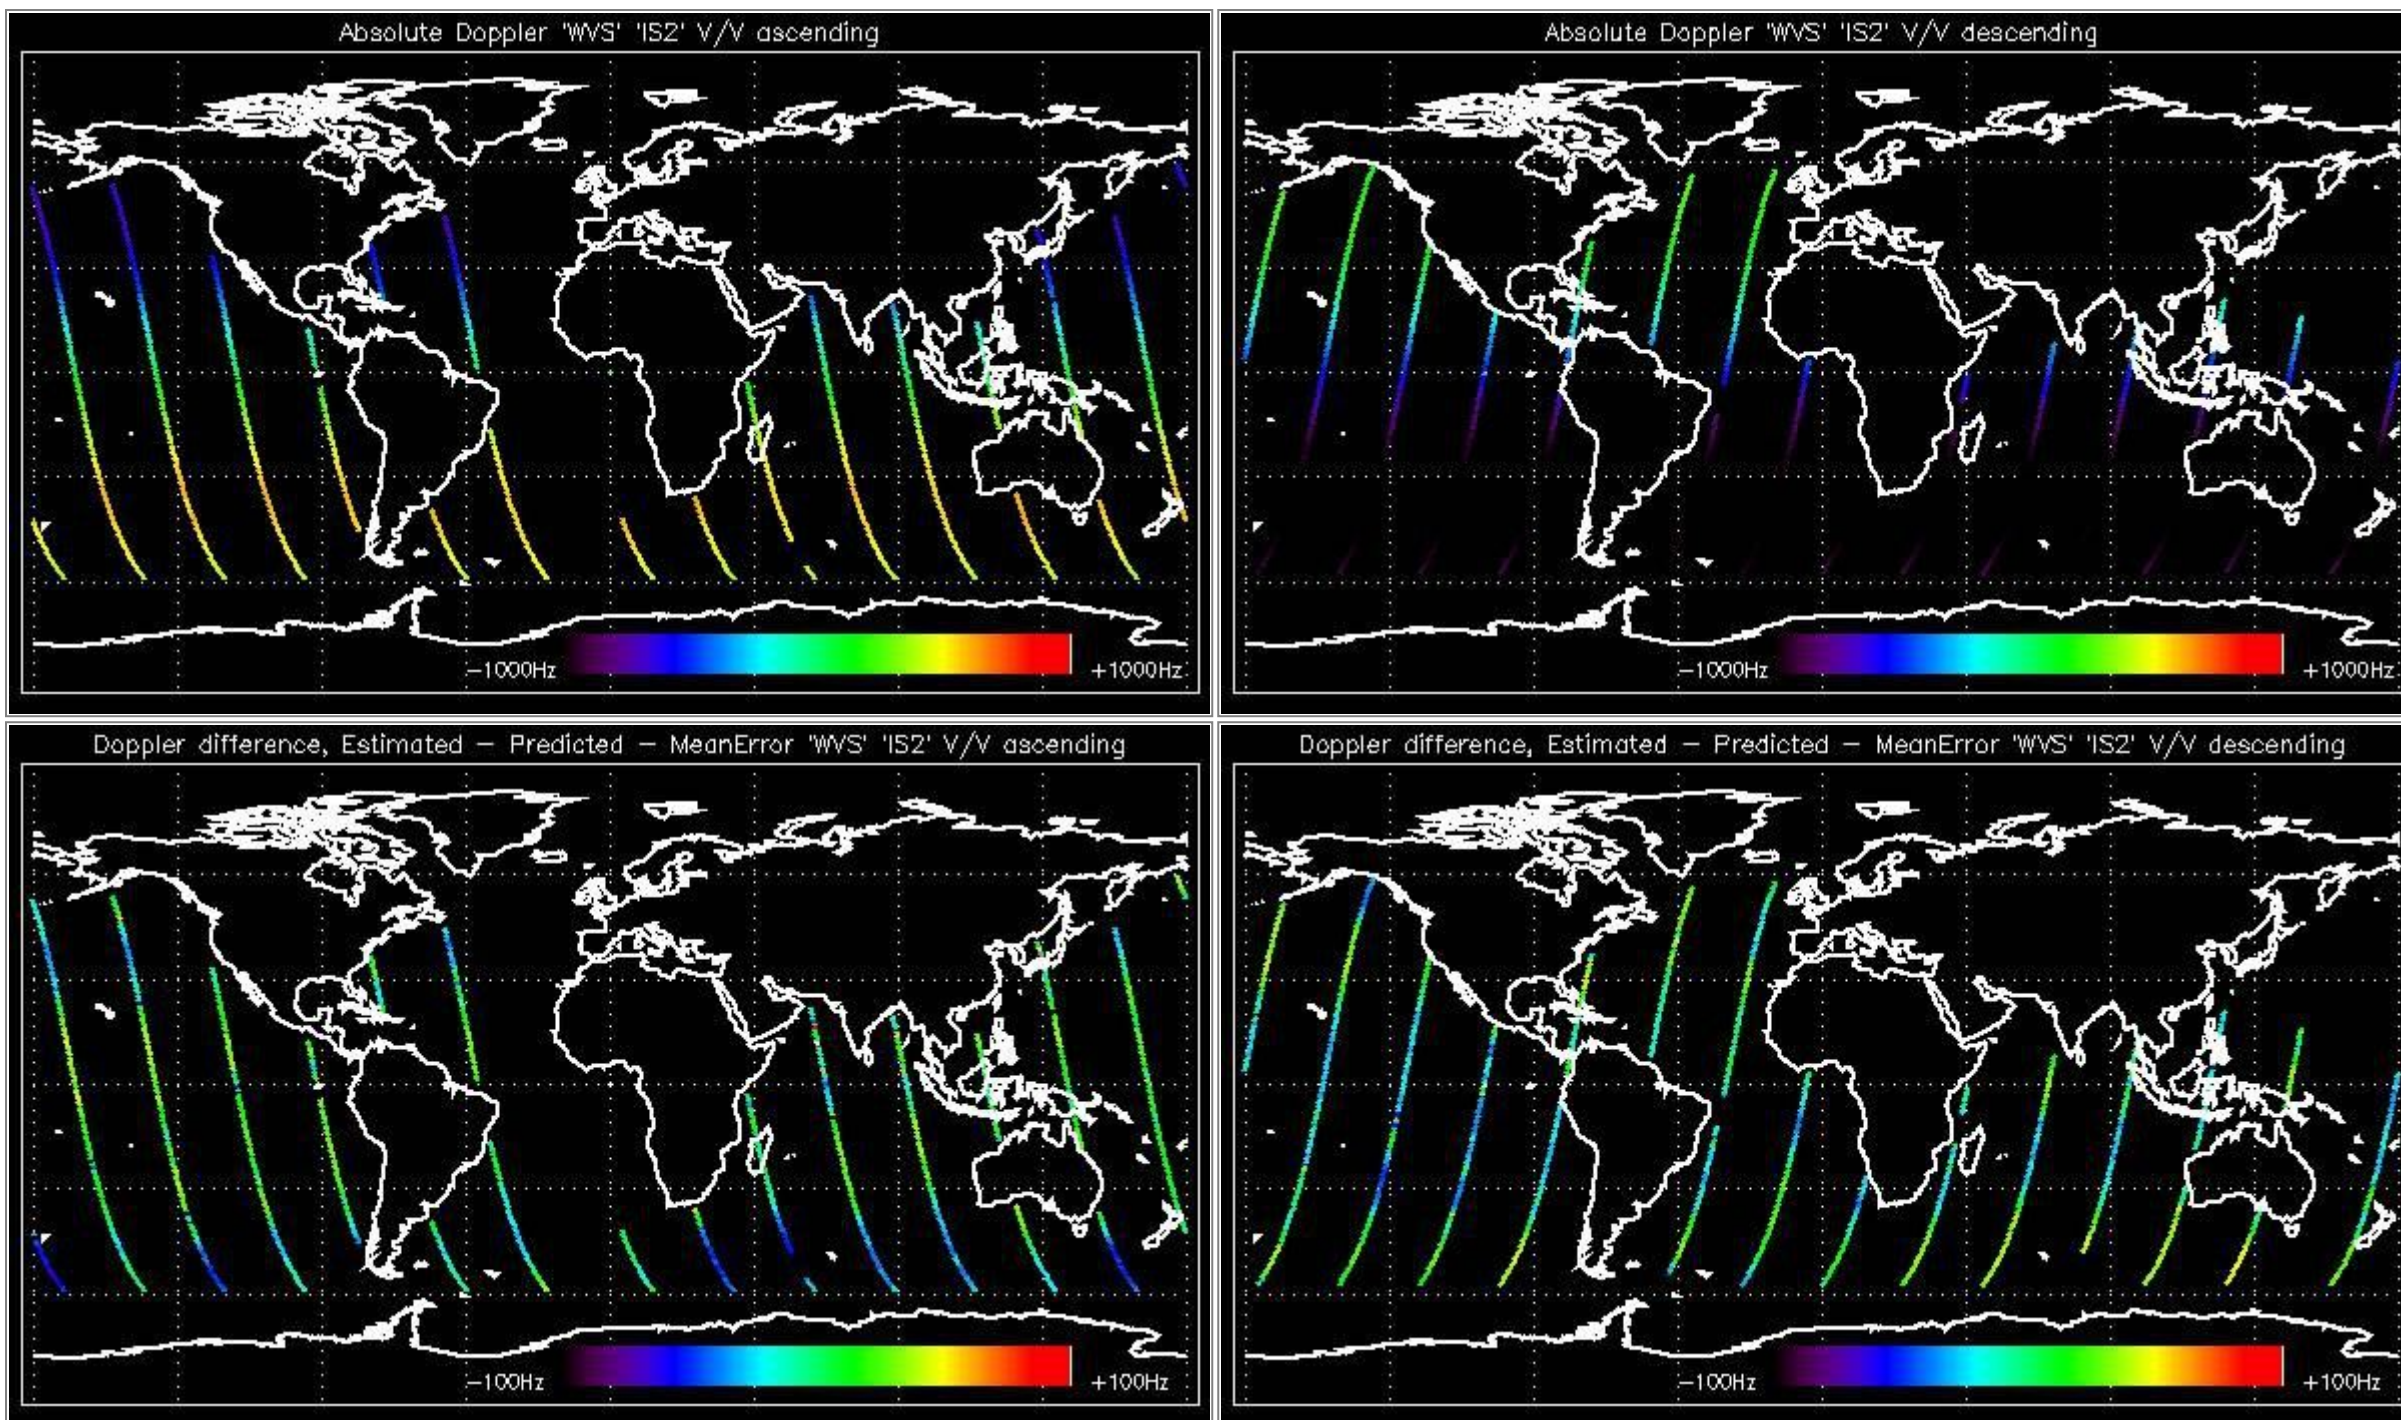 Absolute Doppler 'WVS' 'IS2' V/V ascending
-1000Hz +1000Hz
Absolute Doppler 'WVS' 'IS2' V/V descending
-1000Hz +1000Hz
Doppler difference, Estimated - Predicted - MeanError 'WVS' 'IS2' V/V ascending
-100Hz +100Hz
Doppler difference, Estimated - Predicted - MeanError 'WVS' 'IS2' V/V descending
-100Hz +100Hz